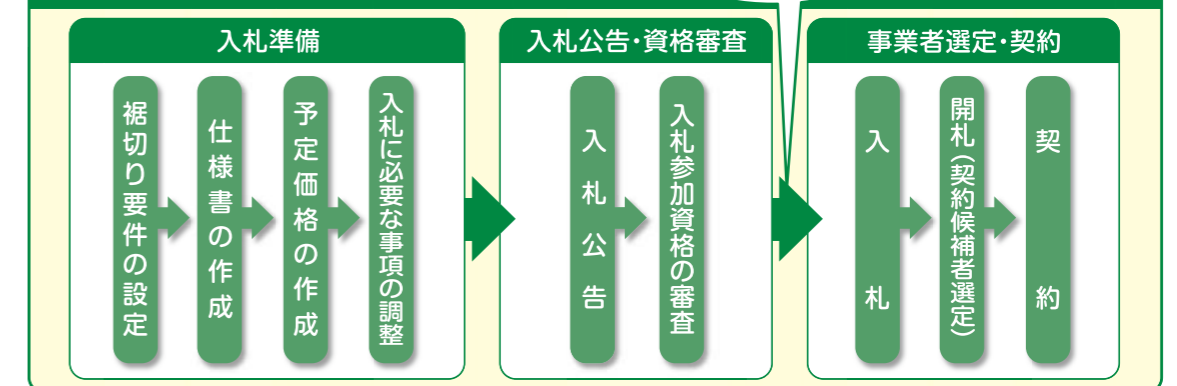 入札準備
裾切り要件の設定
仕様書の作成
予定価格の作成
入札に必要な事項の調整
入札公告・資格審査
入札公告
入札参加資格の審査
事業者選定・契約
入札
開札（契約候補者選定）
契約